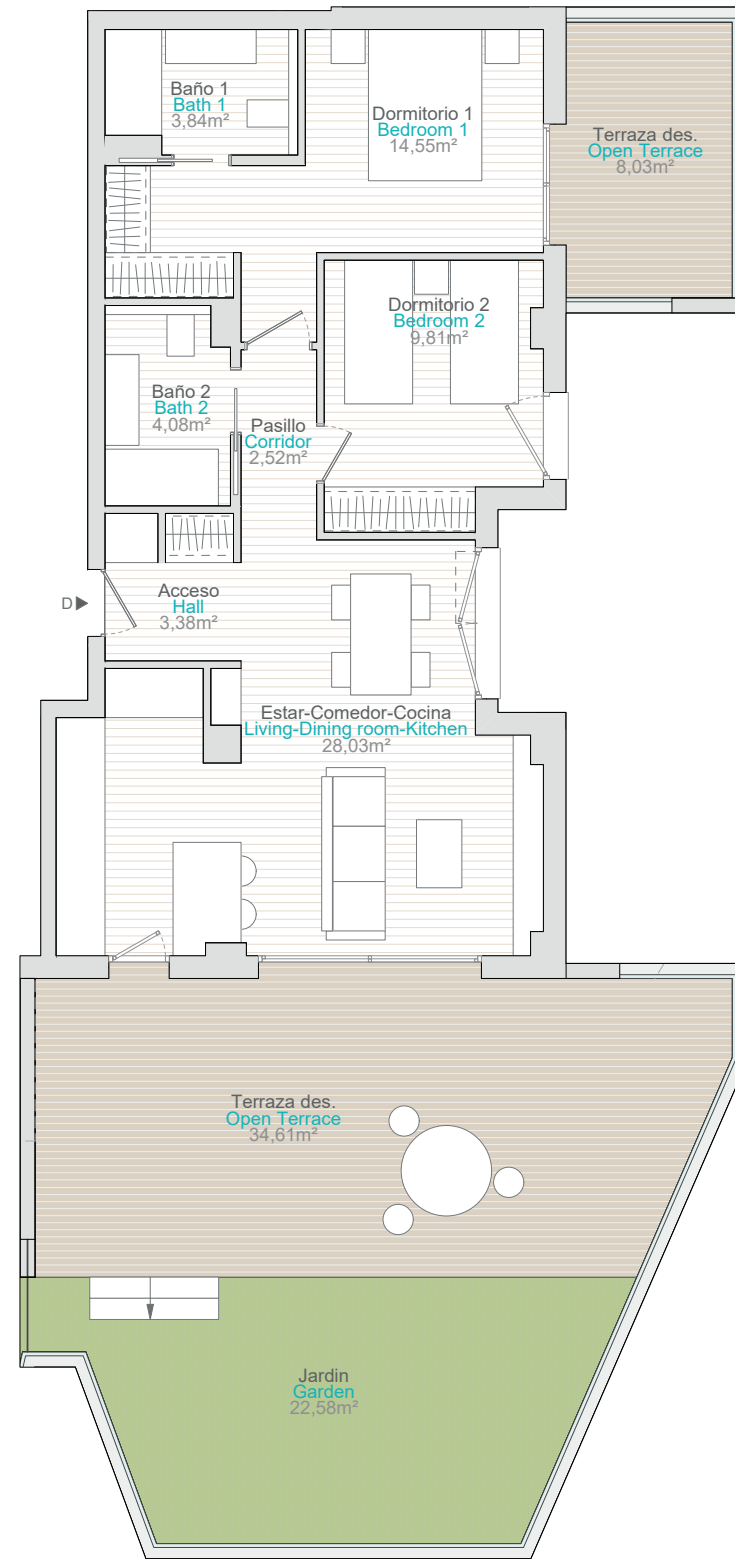 Baño 1
Bath 1
3,84m²
Dormitorio 1
Bedroom 1
14,55m²
Terraza des.
Open Terrace
8,03m²
Dormitorio 2
Bedroom 2
9,81m²
Baño 2
Bath 2
4,08m²
Pasillo
Corridor
2,52m²
D
Acceso
Hall
3,38m²
Estar-Comedor-Cocina
Living-Dining room-Kitchen
28,03m²
Terraza des.
Open Terrace
34,61m²
Jardin
Garden
22,58m²